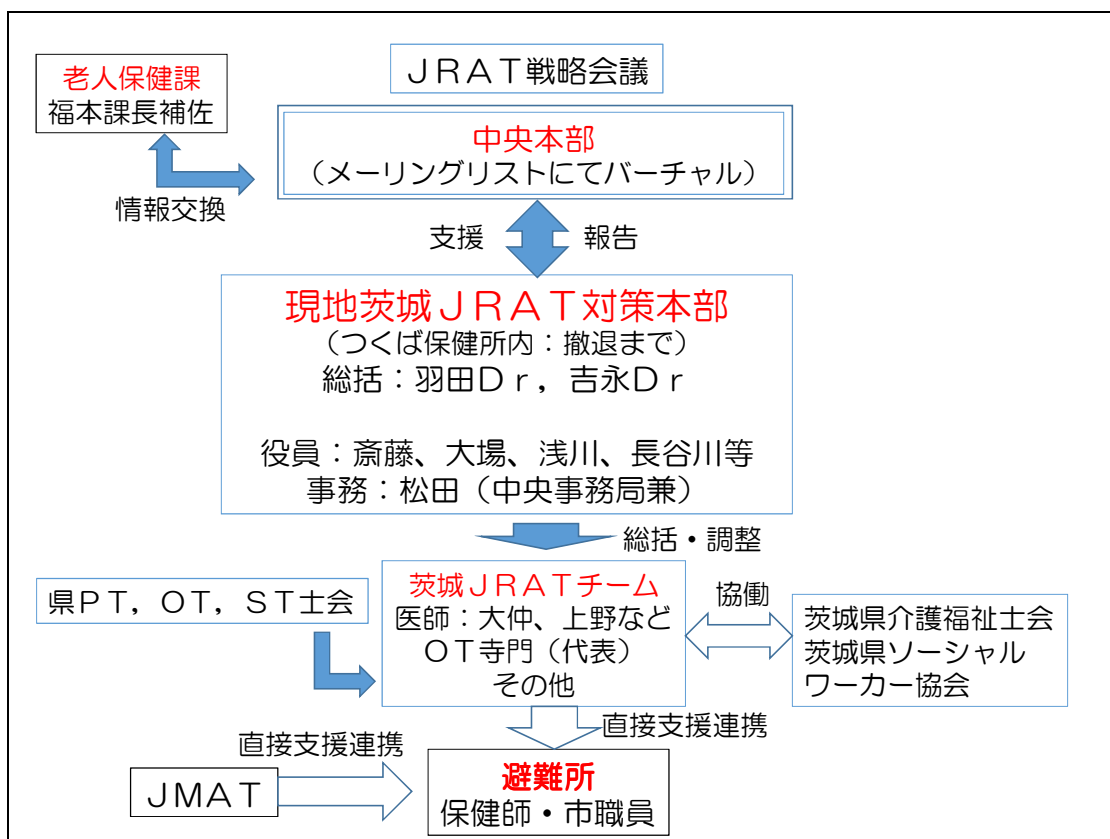 ＪＲＡＴ戦略会議
老人保健課
福本課長補佐
中央本部
（メーリングリストにてバーチャル）
情報交換
支援
報告
現地茨城ＪＲＡＴ対策本部
（つくば保健所内：撤退まで）
総括：羽田Ｄｒ，吉永Ｄｒ
役員：斎藤、大場、浅川、長谷川等
事務：松田（中央事務局兼）
総括・調整
県ＰＴ，ＯＴ，ＳＴ士会
茨城ＪＲＡＴチーム
医師：大仲、上野など
ＯＴ寺門（代表）
その他
協働
茨城県介護福祉士会
茨城県ソーシャル
ワーカー協会
直接支援連携
直接支援連携
ＪＭＡＴ
避難所
保健師・市職員